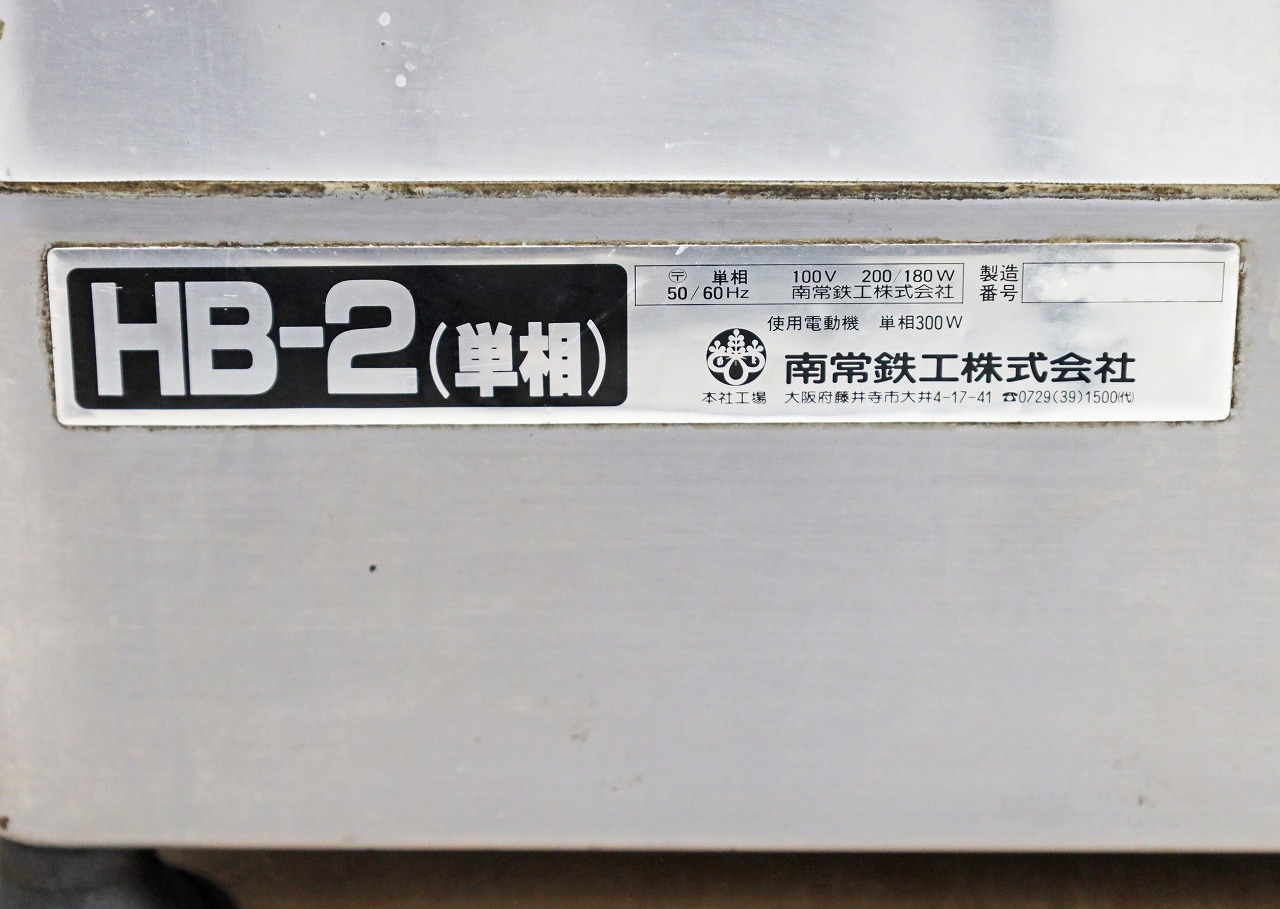 HB-2(単相)
〶 単相 100V 200/180W
50/60Hz 南常鉄工株式会社
製造
番号
使用電動機 単相300W
南常鉄工株式会社
本社工場 大阪府藤井寺市大井4-17-41 ☎0729(39)1500㈹